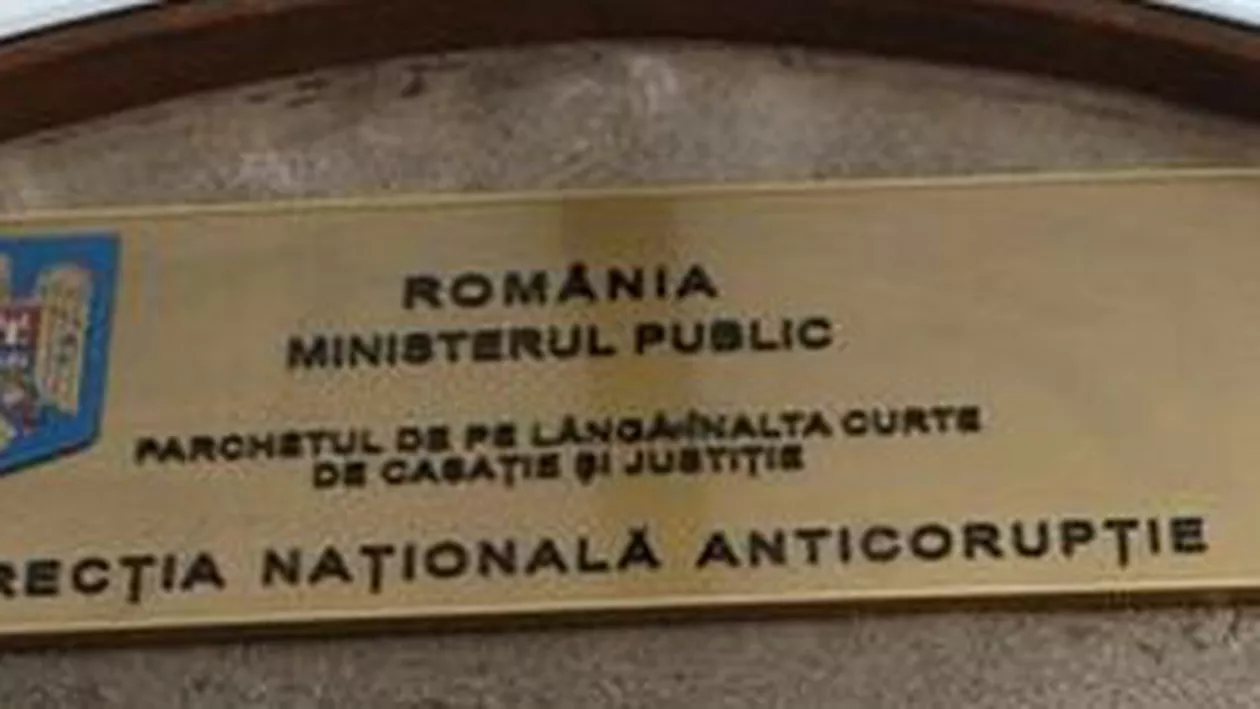 ROMÂNIA
MINISTERUL PUBLIC
PARCHETUL DE PE LÂNGĂ ÎNALTA CURTE
DE CASAȚIE ȘI JUSTIȚIE
RECȚIA NAȚIONALĂ ANTICORUPȚIE